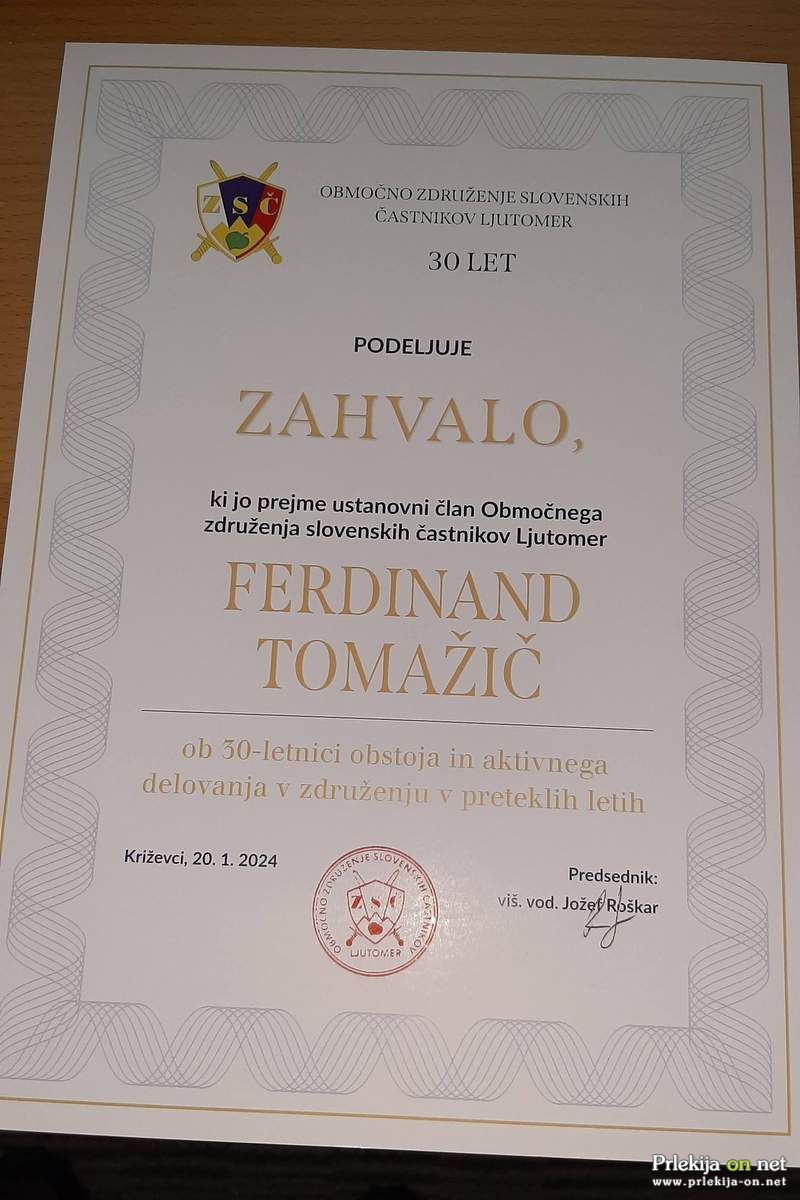 ZSČ
OBMOČNO ZDRUŽENJE SLOVENSKIH
ČASTNIKOV LJUTOMER
30 LET
PODELJUJE
ZAHVALO,
ki jo prejme ustanovni član Območnega
združenja slovenskih častnikov Ljutomer
FERDINAND
TOMAŽIČ
ob 30-letnici obstoja in aktivnega
delovanja v združenju v preteklih letih
Križevci, 20. 1. 2024
OBMOČNO ZDRUŽENJE SLOVENSKIH ČASTNIKOV
ZSČ
LJUTOMER
Predsednik:
viš. vod. Jožef Roškar
Prlekija-on.net
www.prlekija-on.net